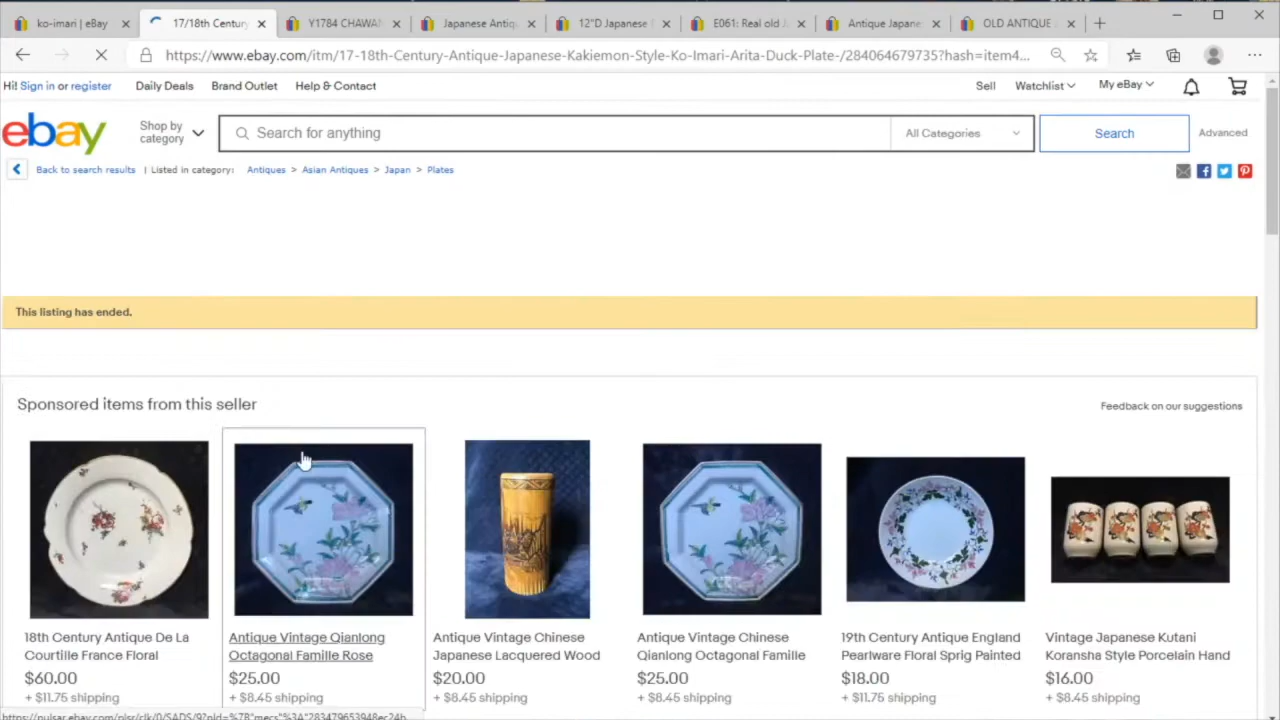 ko-imari | eBay
17/18th Century
Y1784 CHAWAN
Japanese Antiq
12"D Japanese
E061: Real old J
Antique Japane
OLD ANTIQUE
https://www.ebay.com/itm/17-18th-Century-Antique-Japanese-Kakiemon-Style-Ko-Imari-Arita-Duck-Plate-/284064679735?hash=item4...
Hi! Sign in or register
Daily Deals
Brand Outlet
Help & Contact
Sell
Watchlist
My eBay
ebay
Shop by
category
Search for anything
All Categories
Search
Advanced
Back to search results | Listed in category: Antiques > Asian Antiques > Japan > Plates
This listing has ended.
Sponsored items from this seller
Feedback on our suggestions
18th Century Antique De La
Courtille France Floral
$60.00
+ $11.75 shipping
Antique Vintage Qianlong
Octagonal Famille Rose
$25.00
+ $8.45 shipping
Antique Vintage Chinese
Japanese Lacquered Wood
$20.00
+ $8.45 shipping
Antique Vintage Chinese
Qianlong Octagonal Famille
$25.00
+ $8.45 shipping
19th Century Antique England
Pearlware Floral Sprig Painted
$18.00
+ $11.75 shipping
Vintage Japanese Kutani
Koransha Style Porcelain Hand
$16.00
+ $8.45 shipping